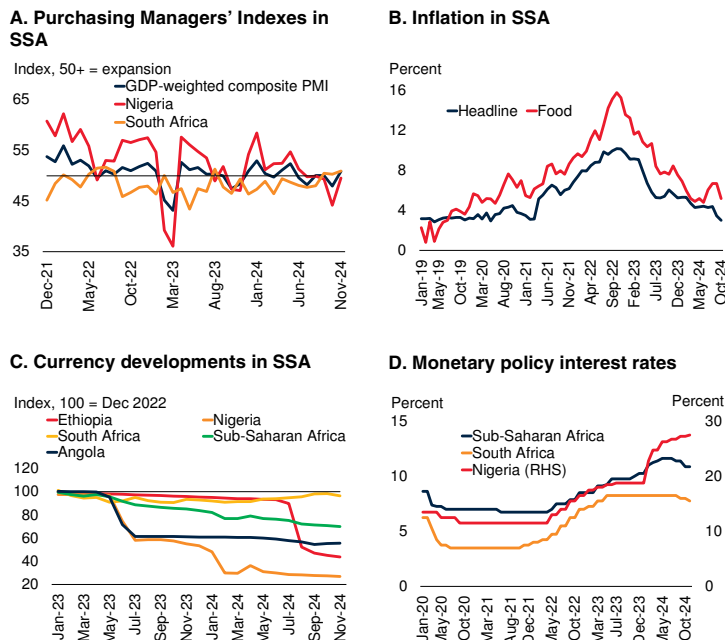 A. Purchasing Managers' Indexes in
SSA
Index, 50+ = expansion
GDP-weighted composite PMI
Nigeria
South Africa
65
55
45
35
Dec-21
May-22
Oct-22
Mar-23
Aug-23
Jan-24
Jun-24
Nov-24
B. Inflation in SSA
Percent
Headline
Food
16
12
8
4
0
Jan-19
May-19
Oct-19
Mar-20
Aug-20
Jan-21
Jun-21
Nov-21
Apr-22
Sep-22
Feb-23
Jul-23
Dec-23
May-24
Oct-24
C. Currency developments in SSA
Index, 100 = Dec 2022
Ethiopia
Nigeria
South Africa
Sub-Saharan Africa
Angola
120
100
80
60
40
20
Jan-23
Mar-23
May-23
Jul-23
Sep-23
Nov-23
Jan-24
Mar-24
May-24
Jul-24
Sep-24
Nov-24
D. Monetary policy interest rates
Percent
Percent
Sub-Saharan Africa
South Africa
Nigeria (RHS)
15
10
5
0
30
20
10
0
Jan-20
May-20
Oct-20
Mar-21
Aug-21
Dec-21
May-22
Oct-22
Mar-23
Jul-23
Dec-23
May-24
Oct-24